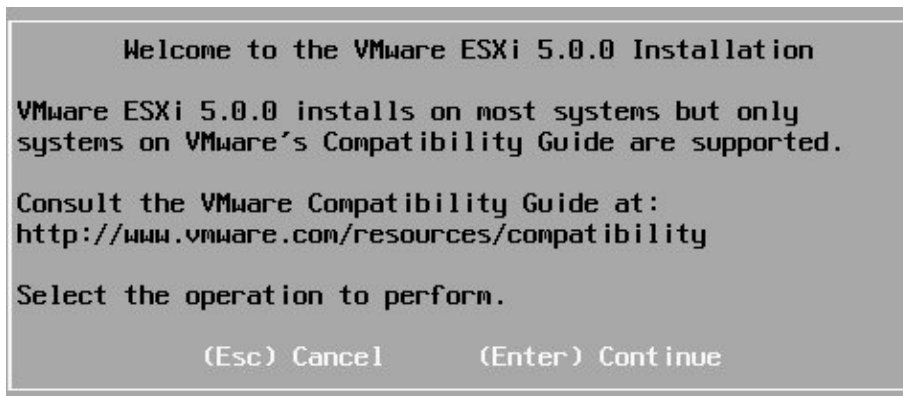 Welcome to the VMware ESXi 5.0.0 Installation
VMware ESXi 5.0.0 installs on most systems but only
systems on VMware's Compatibility Guide are supported.
Consult the VMware Compatibility Guide at:
http://www.vmware.com/resources/compatibility
Select the operation to perform.
(Esc) Cancel (Enter) Continue